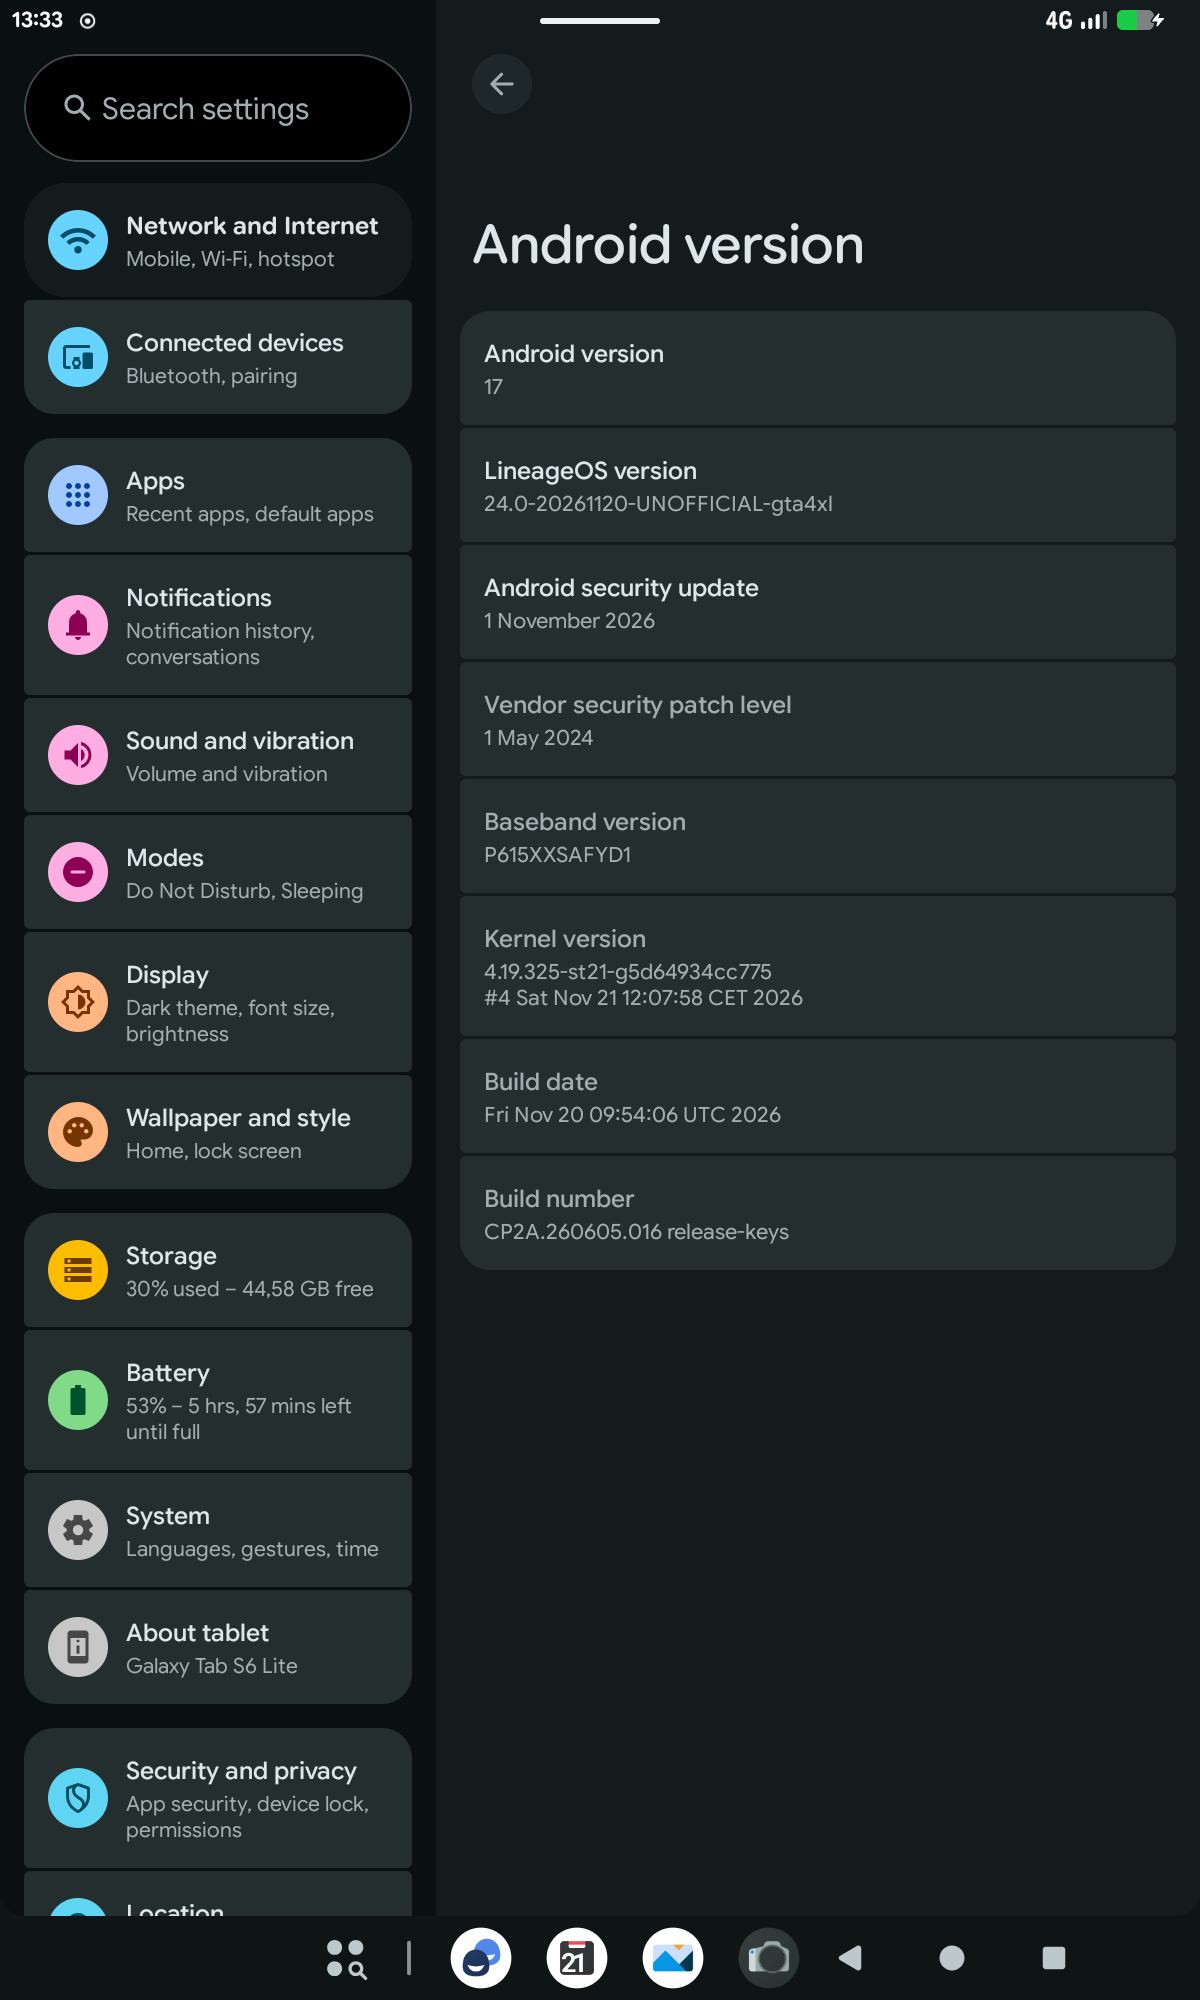 13:33
4G
Search settings
Network and Internet
Mobile, Wi-Fi, hotspot
Connected devices
Bluetooth, pairing
Apps
Recent apps, default apps
Notifications
Notification history,
conversations
Sound and vibration
Volume and vibration
Modes
Do Not Disturb, Sleeping
Display
Dark theme, font size,
brightness
Wallpaper and style
Home, lock screen
Storage
30% used – 44,58 GB free
Battery
53% – 5 hrs, 57 mins left
until full
System
Languages, gestures, time
About tablet
Galaxy Tab S6 Lite
Security and privacy
App security, device lock,
permissions
Location
Android version
Android version
17
LineageOS version
24.0-20261120-UNOFFICIAL-gta4xl
Android security update
1 November 2026
Vendor security patch level
1 May 2024
Baseband version
P615XXSAFYD1
Kernel version
4.19.325-st21-g5d64934cc775
#4 Sat Nov 21 12:07:58 CET 2026
Build date
Fri Nov 20 09:54:06 UTC 2026
Build number
CP2A.260605.016 release-keys
21